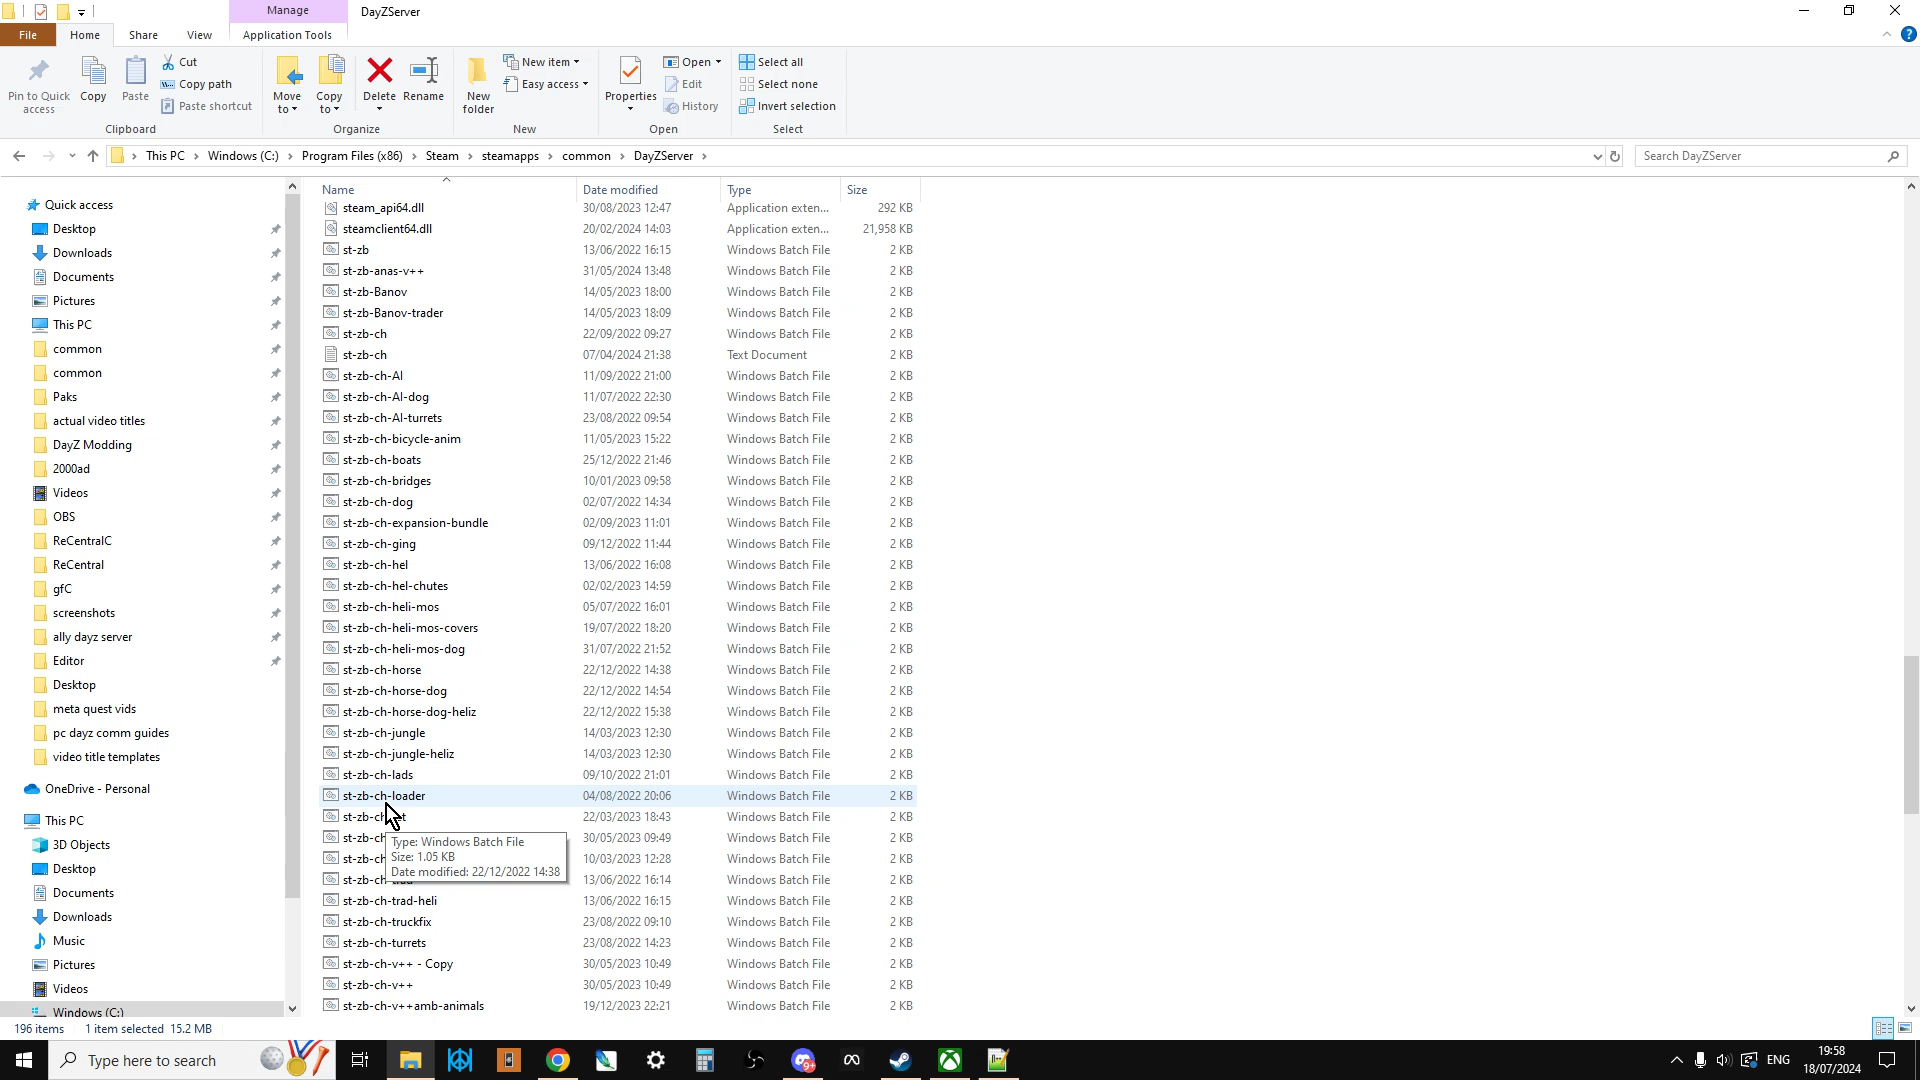 Manage
DayZServer
File
Home
Share
View
Application Tools
Pin to Quick access
Copy
Paste
Cut
Copy path
Paste shortcut
Clipboard
Move to
Copy to
Delete
Rename
Organize
New folder
New item
Easy access
New
Properties
Open
Edit
History
Open
Select all
Select none
Invert selection
Select
This PC > Windows (C:) > Program Files (x86) > Steam > steamapps > common > DayZServer >
Search DayZServer
Name Date modified Type Size
steam_api64.dll 30/08/2023 12:47 Application exten... 292 KB
steamclient64.dll 20/02/2024 14:03 Application exten... 21,958 KB
st-zb 13/06/2022 16:15 Windows Batch File 2 KB
st-zb-anas-v++ 31/05/2024 13:48 Windows Batch File 2 KB
st-zb-Banov 14/05/2023 18:00 Windows Batch File 2 KB
st-zb-Banov-trader 14/05/2023 18:09 Windows Batch File 2 KB
st-zb-ch 22/09/2022 09:27 Windows Batch File 2 KB
st-zb-ch 07/04/2024 21:38 Text Document 2 KB
st-zb-ch-AI 11/09/2022 21:00 Windows Batch File 2 KB
st-zb-ch-AI-dog 11/07/2022 22:30 Windows Batch File 2 KB
st-zb-ch-AI-turrets 23/08/2022 09:54 Windows Batch File 2 KB
st-zb-ch-bicycle-anim 11/05/2023 15:22 Windows Batch File 2 KB
st-zb-ch-boats 25/12/2022 21:46 Windows Batch File 2 KB
st-zb-ch-bridges 10/01/2023 09:58 Windows Batch File 2 KB
st-zb-ch-dog 02/07/2022 14:34 Windows Batch File 2 KB
st-zb-ch-expansion-bundle 02/09/2023 11:01 Windows Batch File 2 KB
st-zb-ch-ging 09/12/2022 11:44 Windows Batch File 2 KB
st-zb-ch-hel 13/06/2022 16:08 Windows Batch File 2 KB
st-zb-ch-hel-chutes 02/02/2023 14:59 Windows Batch File 2 KB
st-zb-ch-heli-mos 05/07/2022 16:01 Windows Batch File 2 KB
st-zb-ch-heli-mos-covers 19/07/2022 18:20 Windows Batch File 2 KB
st-zb-ch-heli-mos-dog 31/07/2022 21:52 Windows Batch File 2 KB
st-zb-ch-horse 22/12/2022 14:38 Windows Batch File 2 KB
st-zb-ch-horse-dog 22/12/2022 14:54 Windows Batch File 2 KB
st-zb-ch-horse-dog-heliz 22/12/2022 15:38 Windows Batch File 2 KB
st-zb-ch-jungle 14/03/2023 12:30 Windows Batch File 2 KB
st-zb-ch-jungle-heliz 14/03/2023 12:30 Windows Batch File 2 KB
st-zb-ch-lads 09/10/2022 21:01 Windows Batch File 2 KB
st-zb-ch-loader 04/08/2022 20:06 Windows Batch File 2 KB
22/03/2023 18:43 Windows Batch File 2 KB
st-zb-ch 30/05/2023 09:49 Windows Batch File 2 KB
st-zb-ch 10/03/2023 12:28 Windows Batch File 2 KB
st-zb-ch 13/06/2022 16:14 Windows Batch File 2 KB
st-zb-ch-trad-heli 13/06/2022 16:15 Windows Batch File 2 KB
st-zb-ch-truckfix 23/08/2022 09:10 Windows Batch File 2 KB
st-zb-ch-turrets 23/08/2022 14:23 Windows Batch File 2 KB
st-zb-ch-v++ - Copy 30/05/2023 10:49 Windows Batch File 2 KB
st-zb-ch-v++ 30/05/2023 10:49 Windows Batch File 2 KB
st-zb-ch-v++amb-animals 19/12/2023 22:21 Windows Batch File 2 KB
Type: Windows Batch File
Size: 1.05 KB
Date modified: 22/12/2022 14:38
Quick access
Desktop
Downloads
Documents
Pictures
This PC
common
common
Paks
actual video titles
DayZ Modding
2000ad
Videos
OBS
ReCentralC
ReCentral
gfC
screenshots
ally dayz server
Editor
Desktop
meta quest vids
pc dayz comm guides
video title templates
OneDrive - Personal
This PC
3D Objects
Desktop
Documents
Downloads
Music
Pictures
Videos
Windows (C:)
196 items 1 item selected 15.2 MB
Type here to search
9+
ENG
19:58
18/07/2024